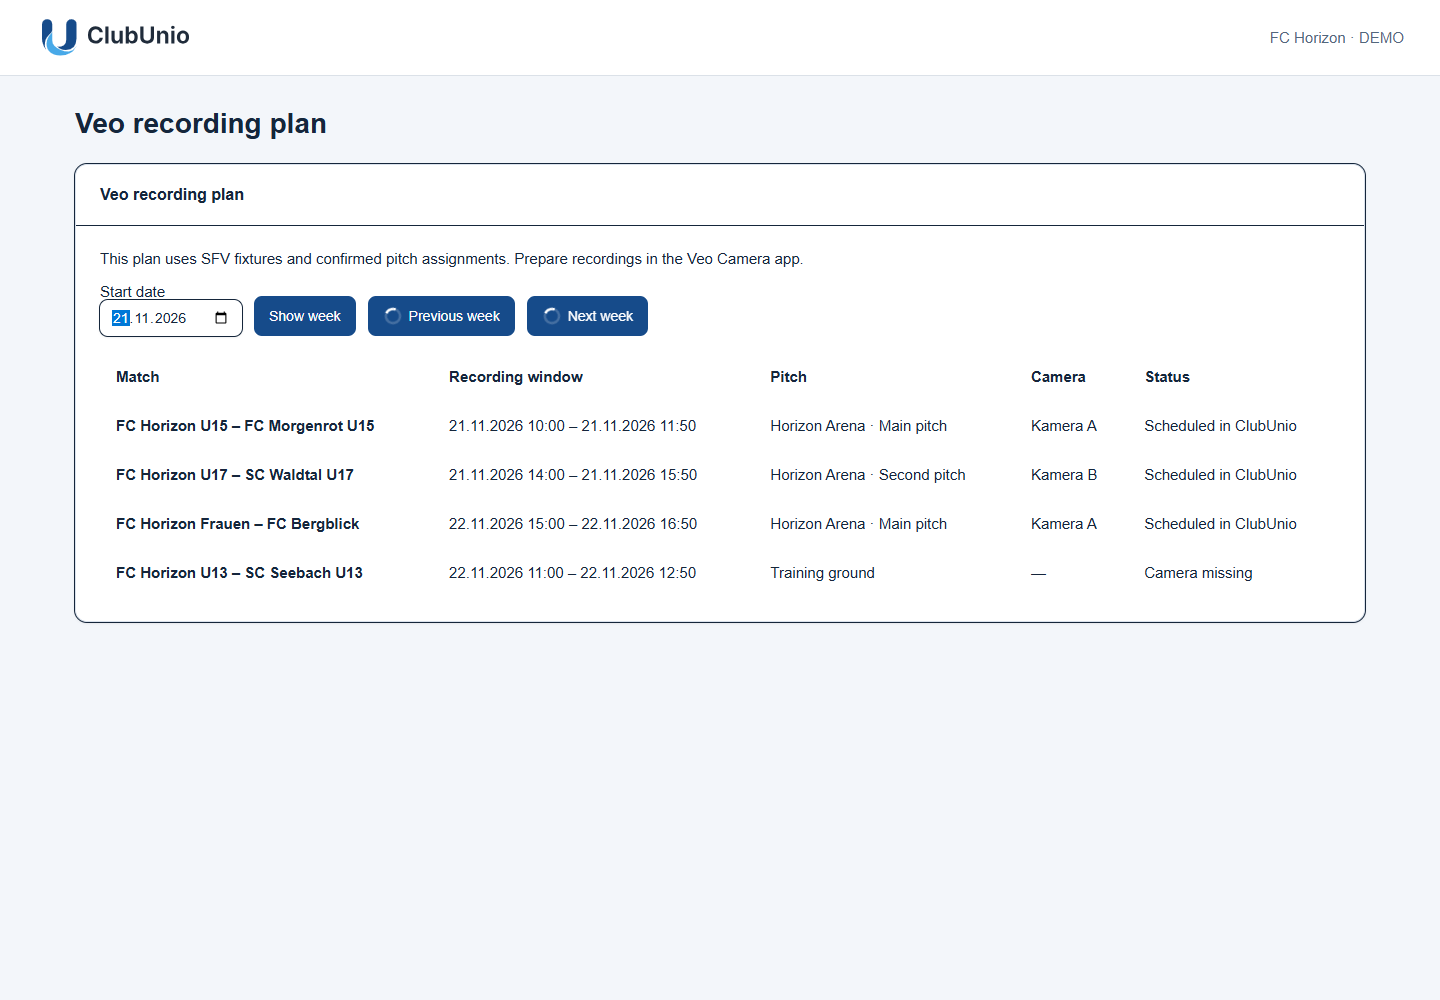 ClubUnio
FC Horizon · DEMO
Veo recording plan
Veo recording plan
This plan uses SFV fixtures and confirmed pitch assignments. Prepare recordings in the Veo Camera app.
Start date
21.11.2026 Show week Previous week Next week
Match Recording window Pitch Camera Status
FC Horizon U15 – FC Morgenrot U15 21.11.2026 10:00 – 21.11.2026 11:50 Horizon Arena · Main pitch Kamera A Scheduled in ClubUnio
FC Horizon U17 – SC Waldtal U17 21.11.2026 14:00 – 21.11.2026 15:50 Horizon Arena · Second pitch Kamera B Scheduled in ClubUnio
FC Horizon Frauen – FC Bergblick 22.11.2026 15:00 – 22.11.2026 16:50 Horizon Arena · Main pitch Kamera A Scheduled in ClubUnio
FC Horizon U13 – SC Seebach U13 22.11.2026 11:00 – 22.11.2026 12:50 Training ground — Camera missing